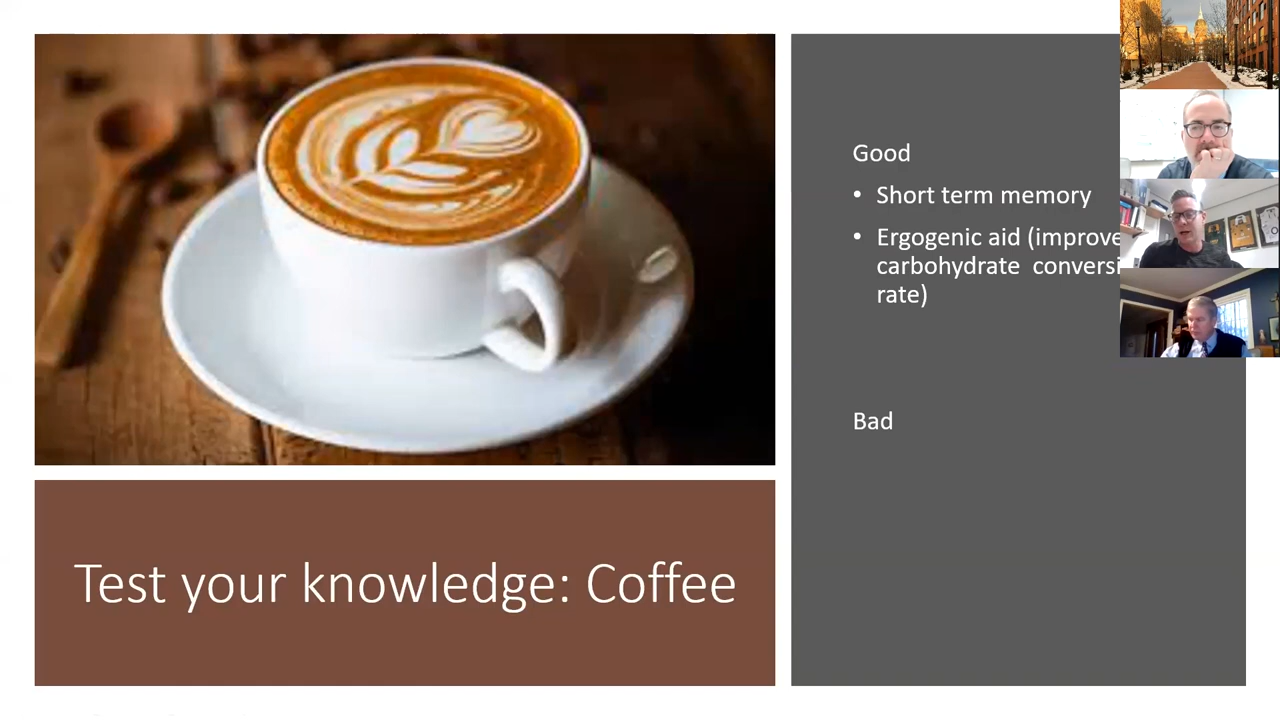 Good
• Short term memory
• Ergogenic aid (improve
carbohydrate conversi
rate)
Bad
Test your knowledge: Coffee